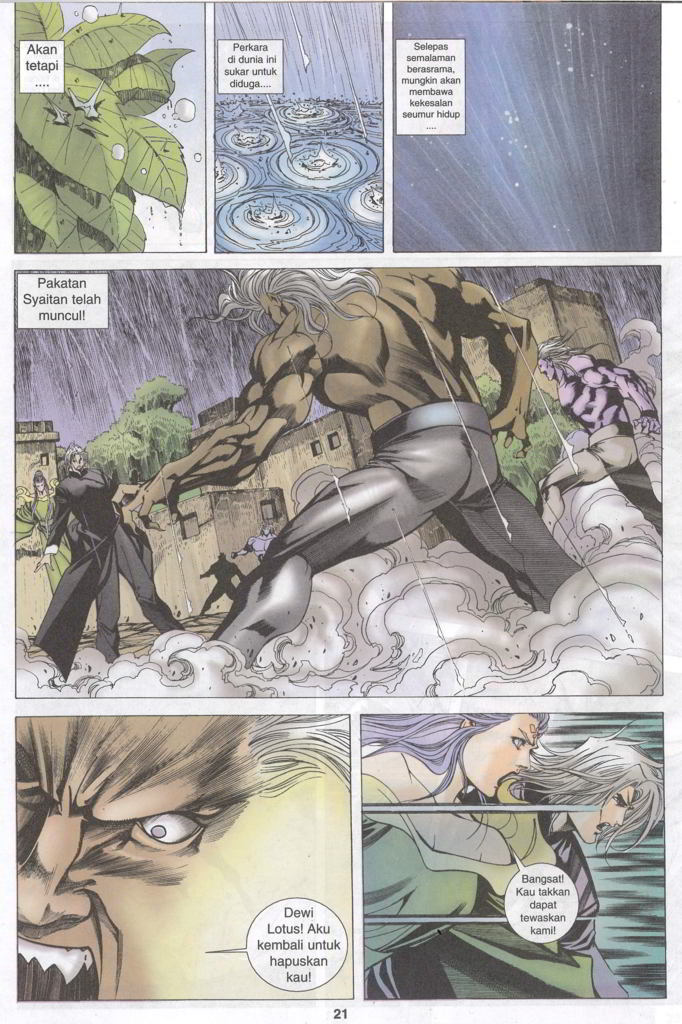 Akan
tetapi
....
Perkara
di dunia ini
sukar untuk
diduga....
Selepas
semalaman
berasrama,
mungkin akan
membawa
kekesalan
seumur hidup
....
Pakatan
Syaitan telah
muncul!
Dewi
Lotus! Aku
kembali untuk
hapuskan
kau!
Bangsat!
Kau takkan
dapat
tewaskan
kami!
21